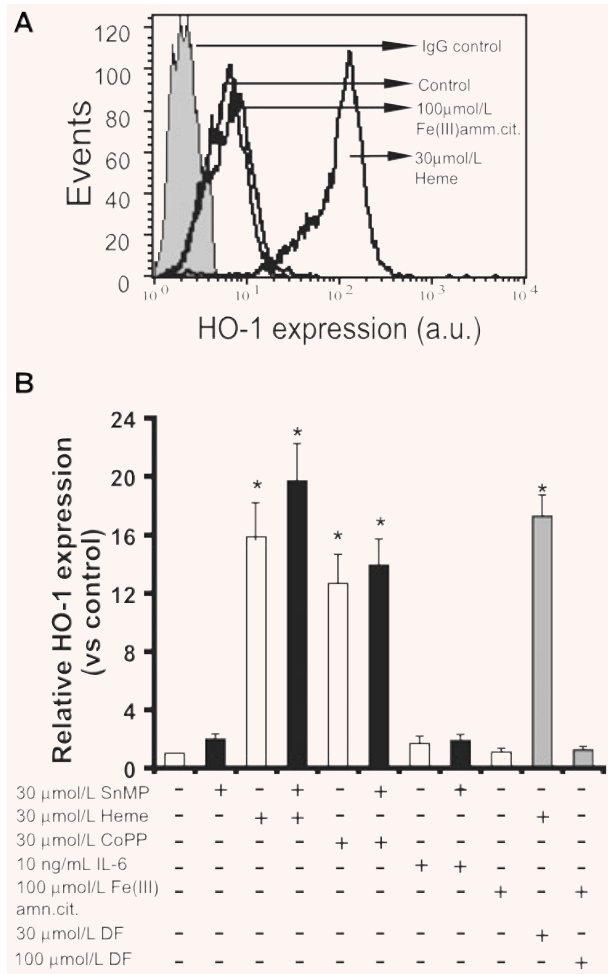 A
120
100
80
60
40
20
0
Events
IgG control
Control
100μmol/L
Fe(III)amm.cit.
30μmol/L
Heme
10⁰ 10¹ 10² 10³ 10⁴
HO-1 expression (a.u.)
B
24
20
16
12
8
4
0
Relative HO-1 expression
(vs control)
* * * * *
30 μmol/L SnMP - + - + - + - + - - -
30 μmol/L Heme - - + + - - - - - + -
30 μmol/L CoPP - - - - + + - - - - -
10 ng/mL IL-6 - - - - - - + + - - -
100 μmol/L Fe(III) - - - - - - - - + - +
amn.cit.
30 μmol/L DF - - - - - - - - - + -
100 μmol/L DF - - - - - - - - - - +